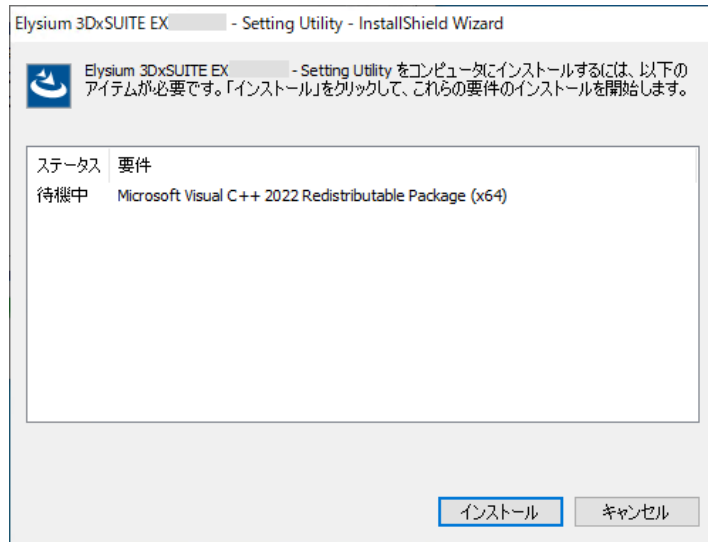 Elysium 3DxSUITE EX - Setting Utility - InstallShield Wizard
Elysium 3DxSUITE EX - Setting Utility をコンピュータにインストールするには、以下の
アイテムが必要です。「インストール」をクリックして、これらの要件のインストールを開始します。
ステータス 要件
待機中 Microsoft Visual C++ 2022 Redistributable Package (x64)
インストール キャンセル